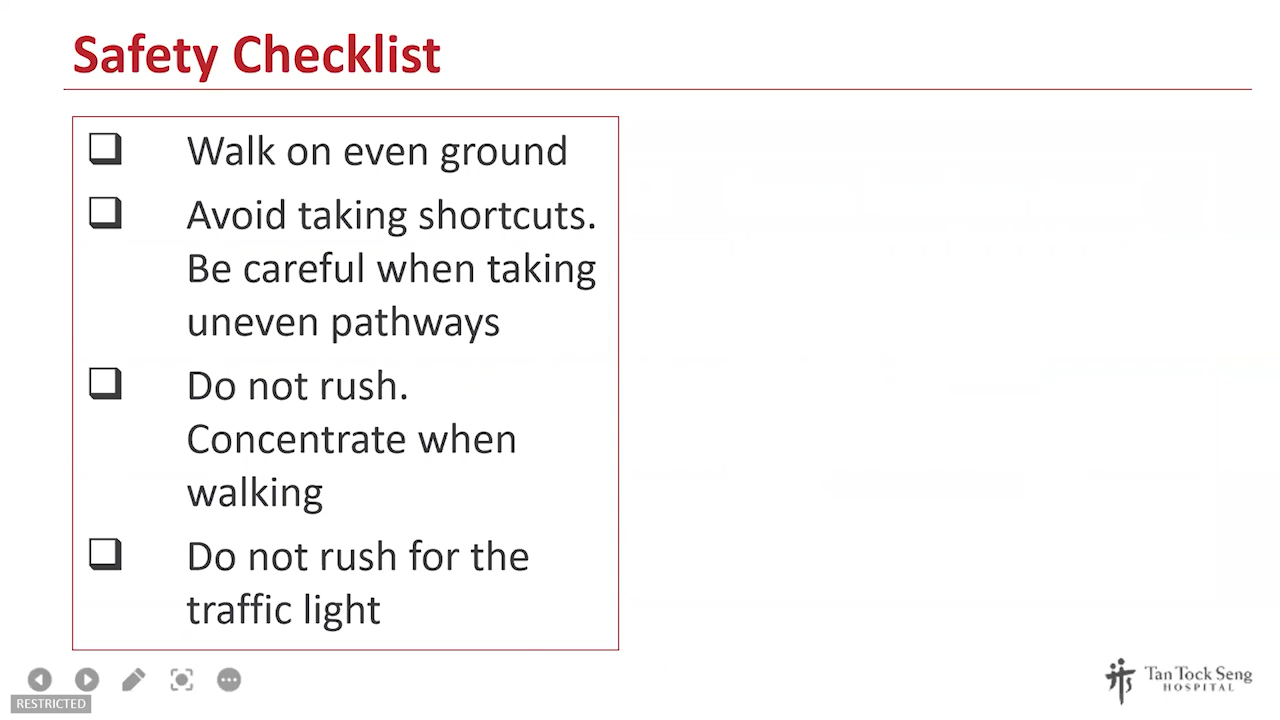 Safety Checklist
Walk on even ground
Avoid taking shortcuts.
Be careful when taking
uneven pathways
Do not rush.
Concentrate when
walking
Do not rush for the
traffic light
Tan Tock Seng
HOSPITAL
RESTRICTED